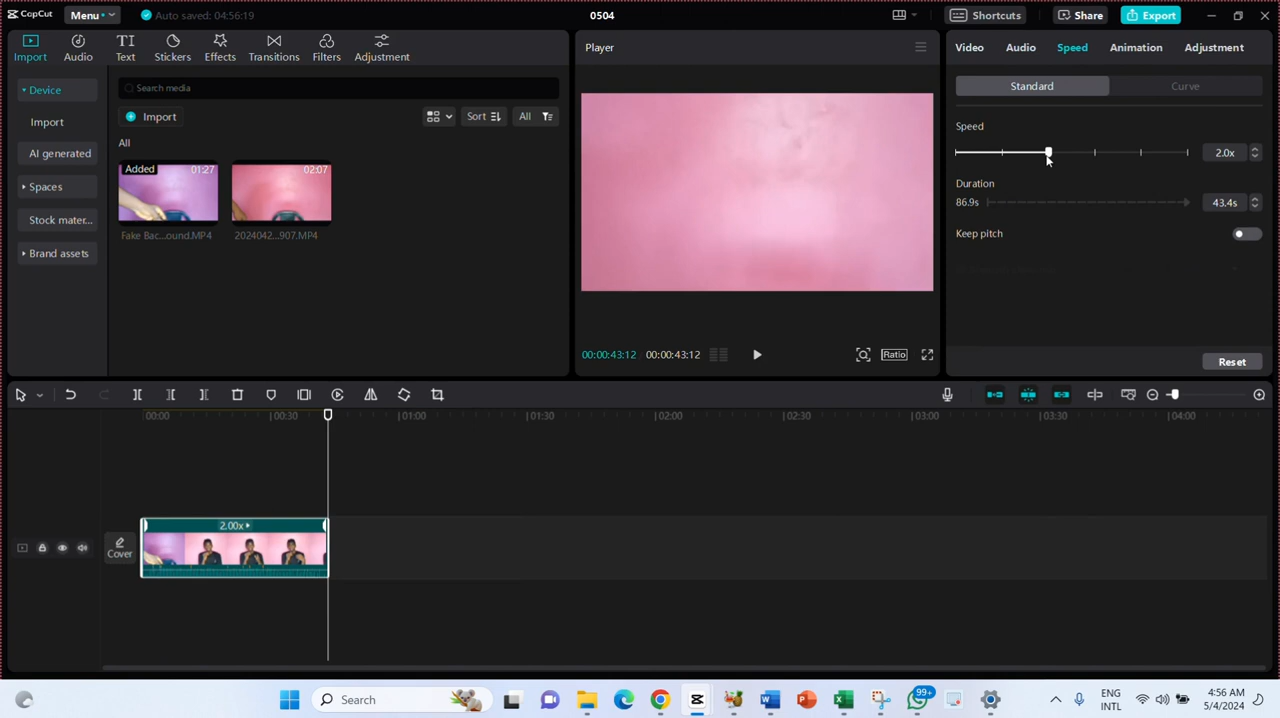 CapCut
Menu
Auto saved: 04:56:19
0504
Shortcuts
Share
Export
Import
Audio
Text
Stickers
Effects
Transitions
Filters
Adjustment
Device
Import
AI generated
Spaces
Stock mater...
Brand assets
Search media
Import
Sort
All
All
Added
01:27
02:07
Fake Bac...ound.MP4
2024042...907.MP4
Player
00:00:43:12
00:00:43:12
Ratio
Video
Audio
Speed
Animation
Adjustment
Standard
Curve
Speed
2.0x
Duration
86.9s
43.4s
Keep pitch
Reset
00:00
00:30
01:00
01:30
02:00
02:30
03:00
03:30
04:00
Cover
2.00x
Search
99+
ENG
INTL
4:56 AM
5/4/2024